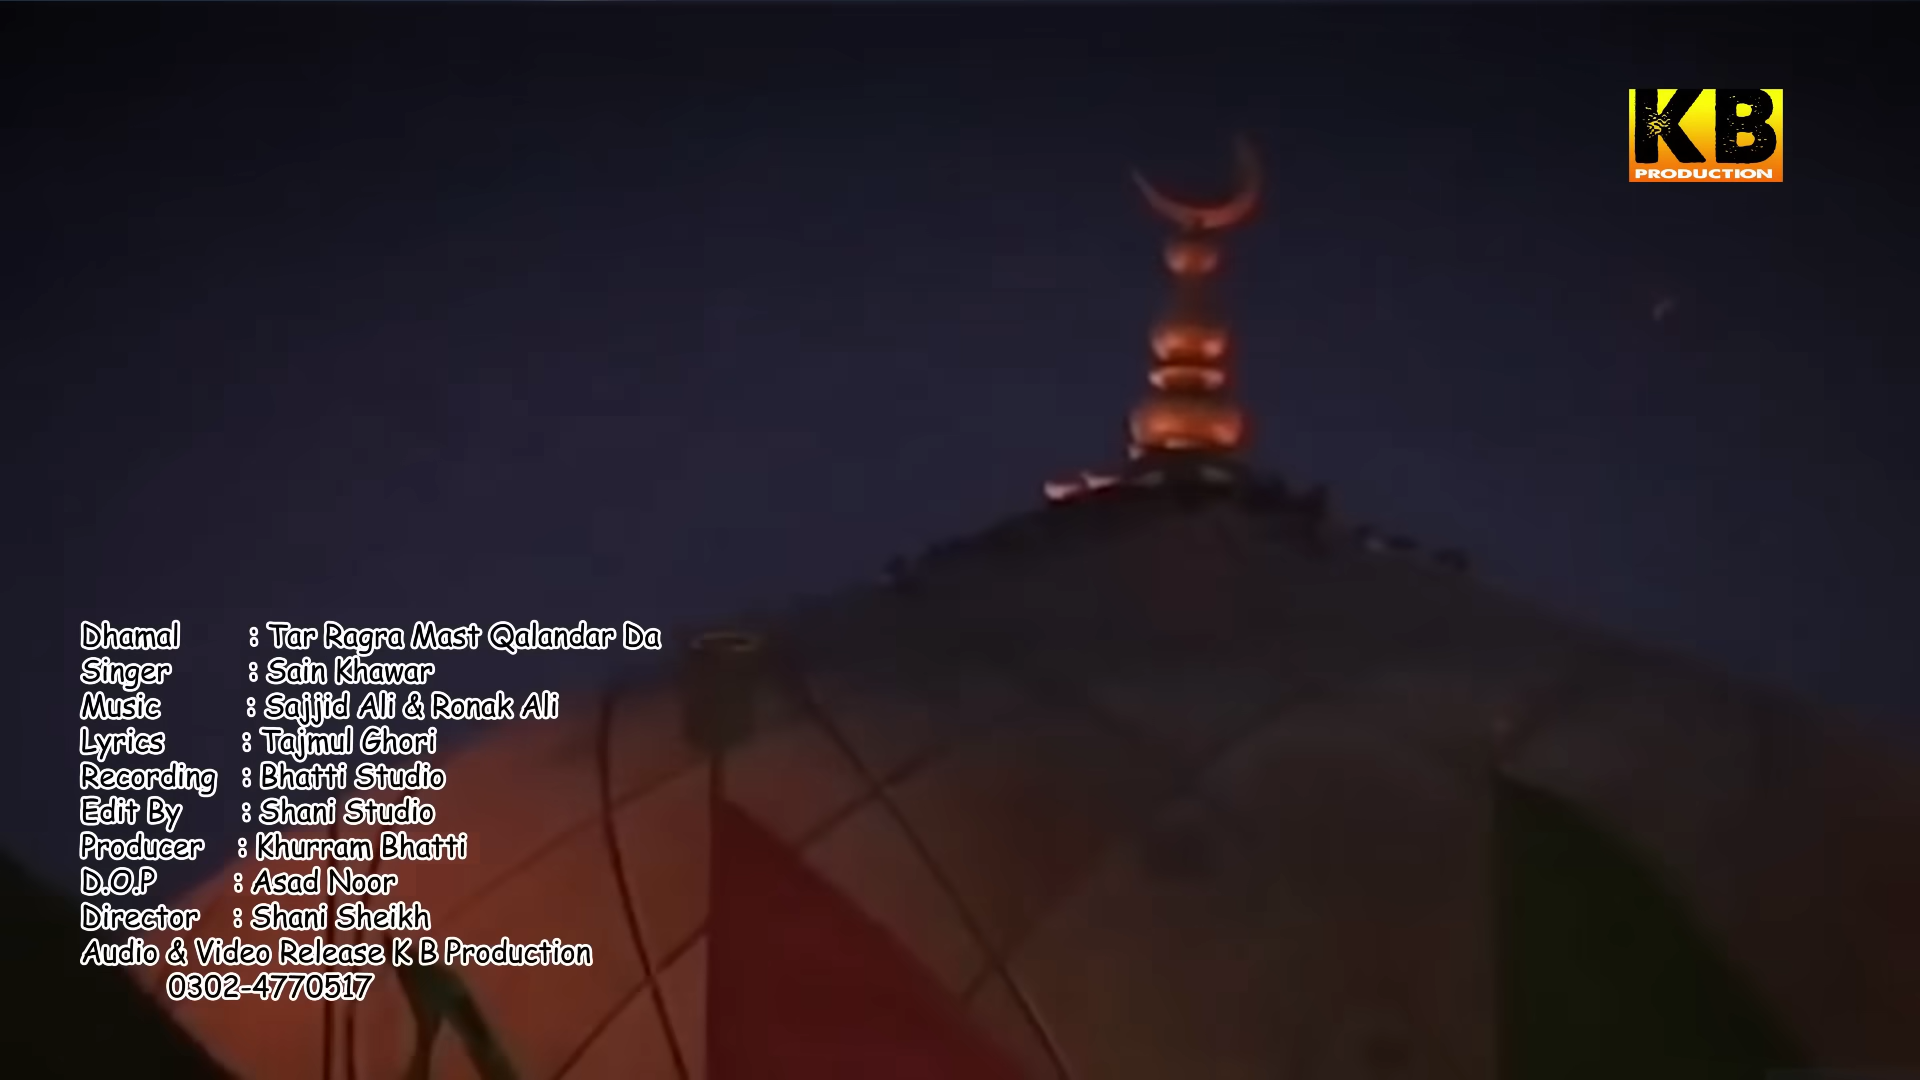 KB
PRODUCTION
Dhamal : Tar Ragra Mast Qalandar Da
Singer : Sain Khawar
Music : Sajjid Ali & Ronak Ali
Lyrics : Tajmul Ghori
Recording : Bhatti Studio
Edit By : Shani Studio
Producer : Khurram Bhatti
D.O.P : Asad Noor
Director : Shani Sheikh
Audio & Video Release K B Production
0302-4770517